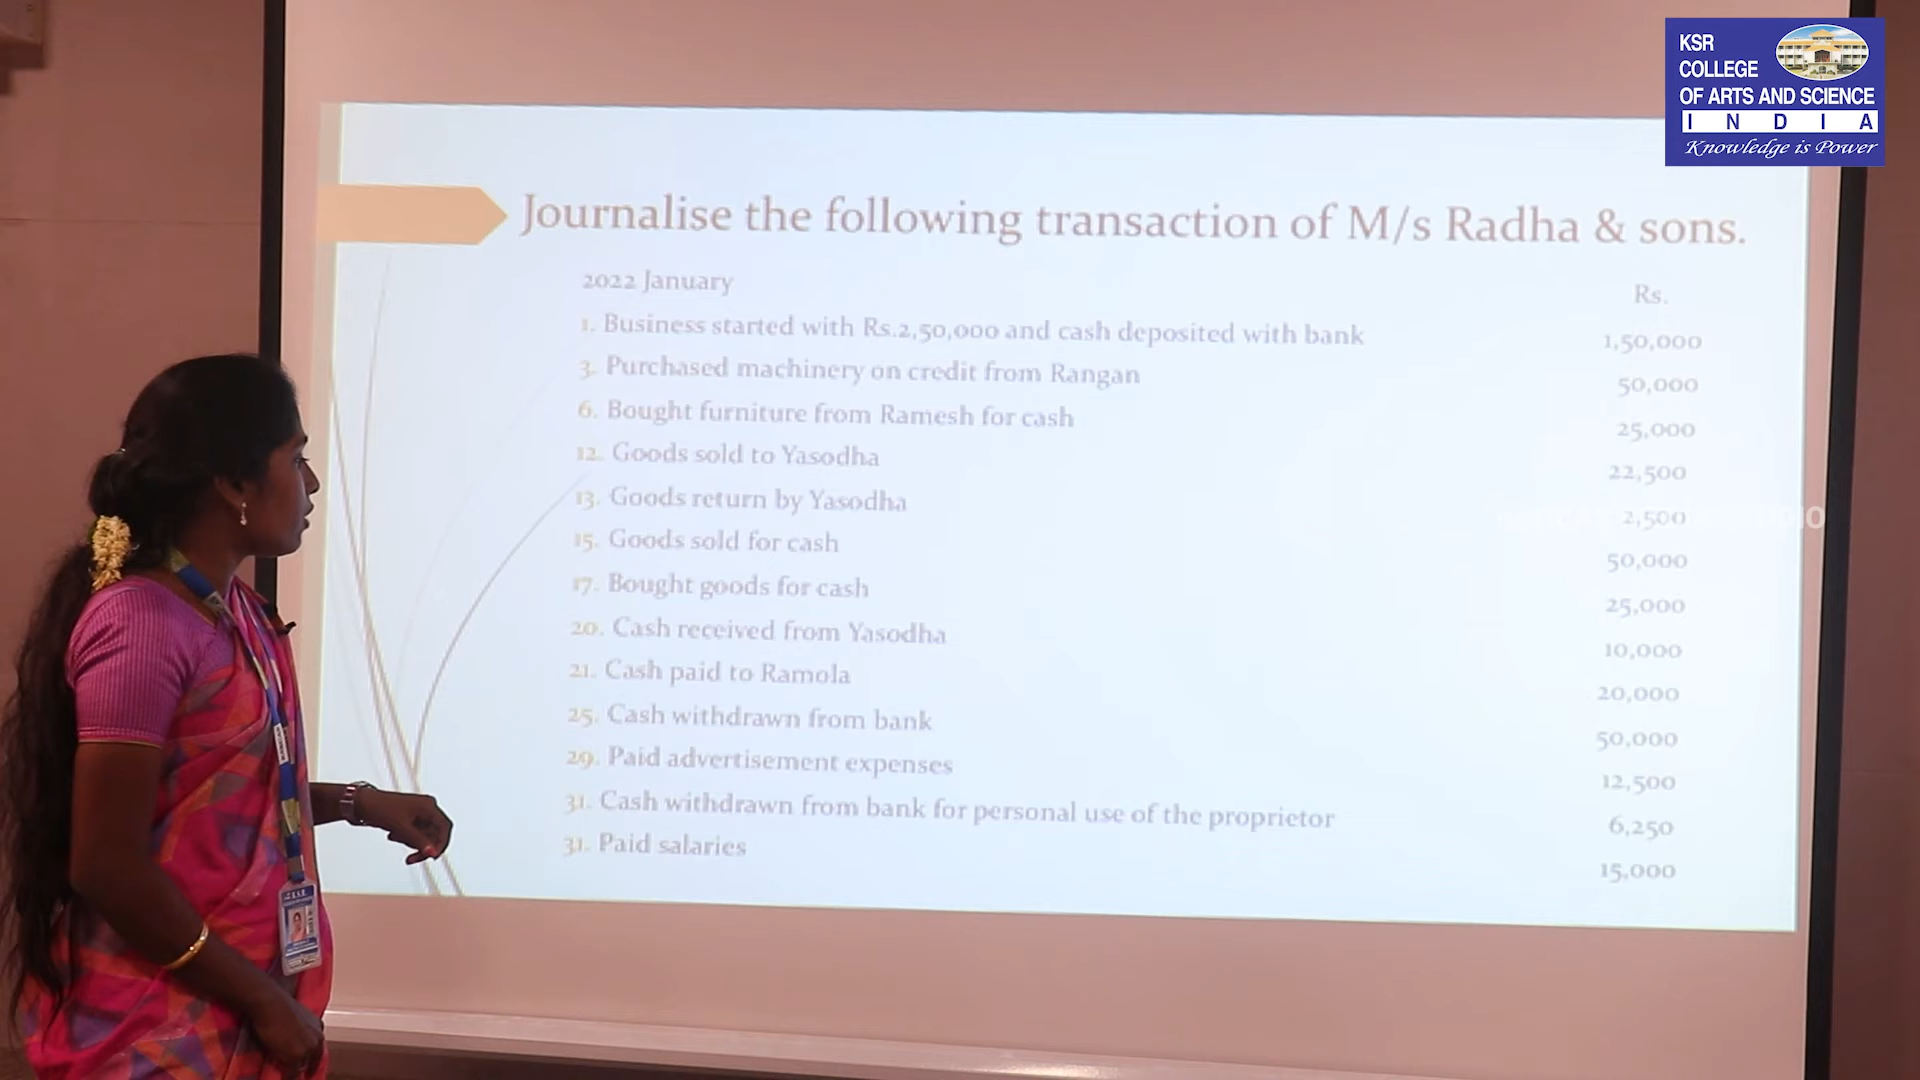 KSR
COLLEGE
OF ARTS AND SCIENCE
INDIA
Knowledge is Power
Journalise the following transaction of M/s Radha & sons.
2022 January Rs.
1. Business started with Rs.2,50,000 and cash deposited with bank 1,50,000
3. Purchased machinery on credit from Rangan 50,000
6. Bought furniture from Ramesh for cash 25,000
12. Goods sold to Yasodha 22,500
13. Goods return by Yasodha 2,500
15. Goods sold for cash 50,000
17. Bought goods for cash 25,000
20. Cash received from Yasodha 10,000
21. Cash paid to Ramola 20,000
25. Cash withdrawn from bank 50,000
29. Paid advertisement expenses 12,500
31. Cash withdrawn from bank for personal use of the proprietor 6,250
31. Paid salaries 15,000